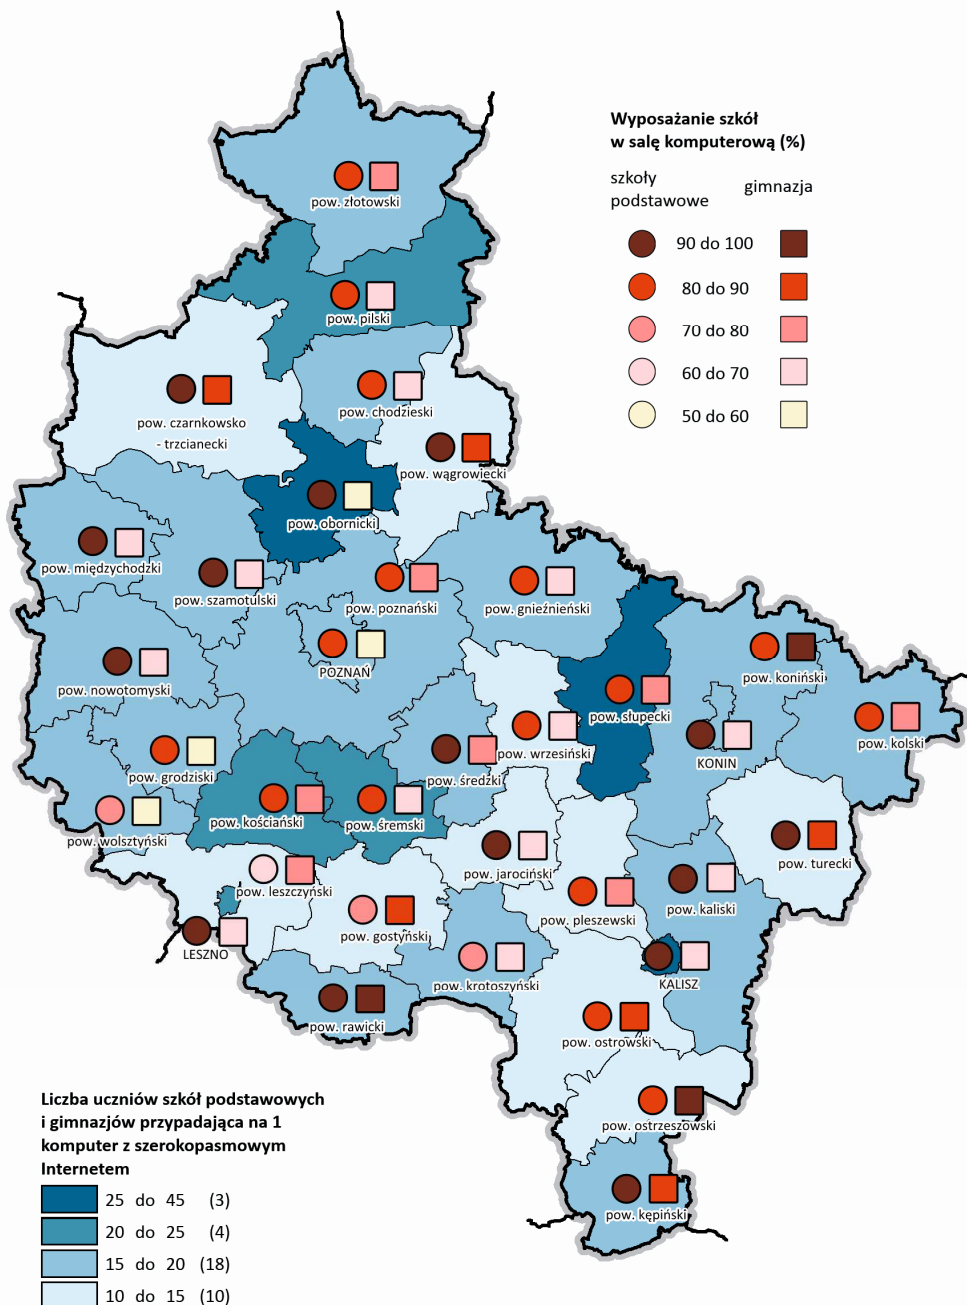 Wyposażanie szkół
w salę komputerową (%)
szkoły
podstawowe
gimnazja
90 do 100
80 do 90
70 do 80
60 do 70
50 do 60
pow. złotowski
pow. pilski
pow. chodzieski
pow. czarnkowsko
- trzcianecki
pow. wągrowiecki
pow. obornicki
pow. międzychodzki
pow. szamotulski
pow. poznański
pow. gnieźnieński
POZNAŃ
pow. nowotomyski
pow. koniński
pow. słupecki
pow. kolski
pow. wrzesiński
KONIN
pow. grodziski
pow. średzki
pow. kościański
pow. śremski
pow. wolsztyński
pow. turecki
pow. jarociński
pow. leszczyński
pow. kaliski
pow. pleszewski
pow. gostyński
LESZNO
pow. krotoszyński
KALISZ
pow. rawicki
pow. ostrowski
pow. ostrzeszowski
pow. kępiński
Liczba uczniów szkół podstawowych
i gimnazjów przypadająca na 1
komputer z szerokopasmowym
Internetem
25 do 45 (3)
20 do 25 (4)
15 do 20 (18)
10 do 15 (10)